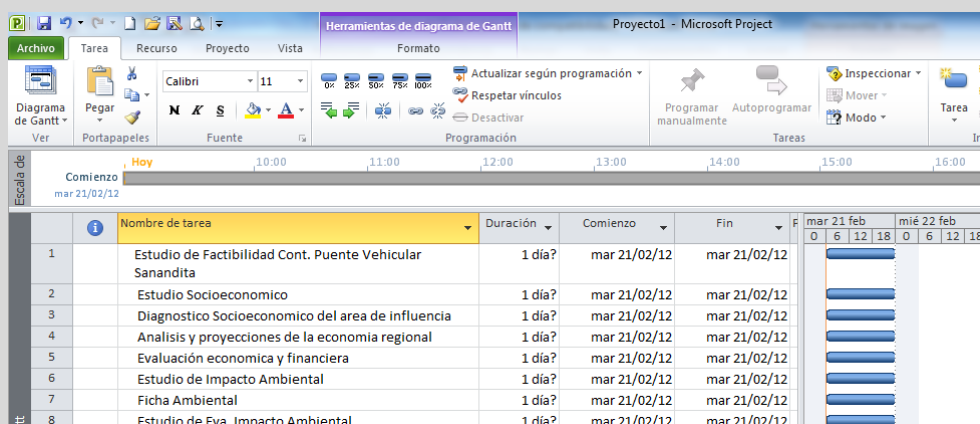 Herramientas de diagrama de Gantt
Proyecto1 - Microsoft Project
Archivo Tarea Recurso Proyecto Vista Formato
Calibri 11
0% 25% 50% 75% 100%
Actualizar según programación
Respetar vínculos
Desactivar
Diagrama de Gantt
Pegar
N K S A
Programar manualmente
Autoprogramar
Inspeccionar
Mover
Modo
Tarea
Ver Portapapeles Fuente Programación Tareas
Escala de
Hoy 10:00 11:00 12:00 13:00 14:00 15:00 16:00
Comienzo
mar 21/02/12
Nombre de tarea Duración Comienzo Fin mar 21 feb mié 22 feb
0 6 12 18 0 6 12 18
1 Estudio de Factibilidad Cont. Puente Vehicular 1 día? mar 21/02/12 mar 21/02/12
Sanandita
2 Estudio Socioeconomico 1 día? mar 21/02/12 mar 21/02/12
3 Diagnostico Socioeconomico del area de influencia 1 día? mar 21/02/12 mar 21/02/12
4 Analisis y proyecciones de la economia regional 1 día? mar 21/02/12 mar 21/02/12
5 Evaluación economica y financiera 1 día? mar 21/02/12 mar 21/02/12
6 Estudio de Impacto Ambiental 1 día? mar 21/02/12 mar 21/02/12
7 Ficha Ambiental 1 día? mar 21/02/12 mar 21/02/12
8 Estudio de Eva. Impacto Ambiental 1 día? mar 21/02/12 mar 21/02/12